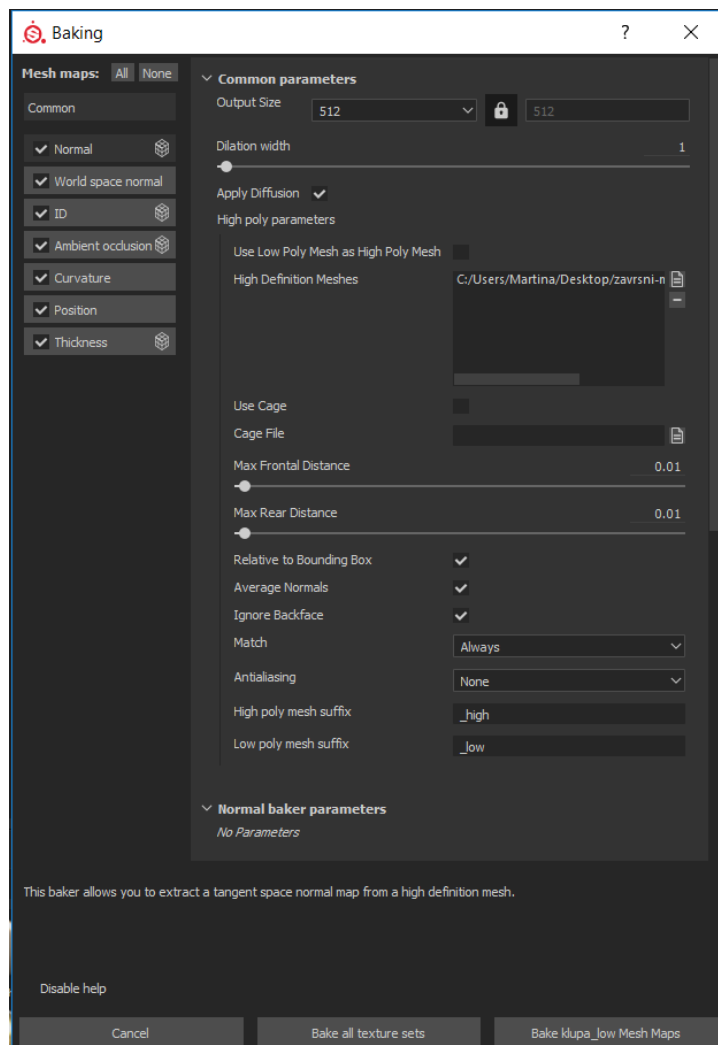 Baking
?
Mesh maps: All None
Common
Normal
World space normal
ID
Ambient occlusion
Curvature
Position
Thickness
Common parameters
Output Size 512 512
Dilation width 1
Apply Diffusion
High poly parameters
Use Low Poly Mesh as High Poly Mesh
High Definition Meshes C:/Users/Martina/Desktop/zavrsni-
Use Cage
Cage File
Max Frontal Distance 0.01
Max Rear Distance 0.01
Relative to Bounding Box
Average Normals
Ignore Backface
Match Always
Antialiasing None
High poly mesh suffix _high
Low poly mesh suffix _low
Normal baker parameters
No Parameters
This baker allows you to extract a tangent space normal map from a high definition mesh.
Disable help
Cancel Bake all texture sets Bake klupa_low Mesh Maps